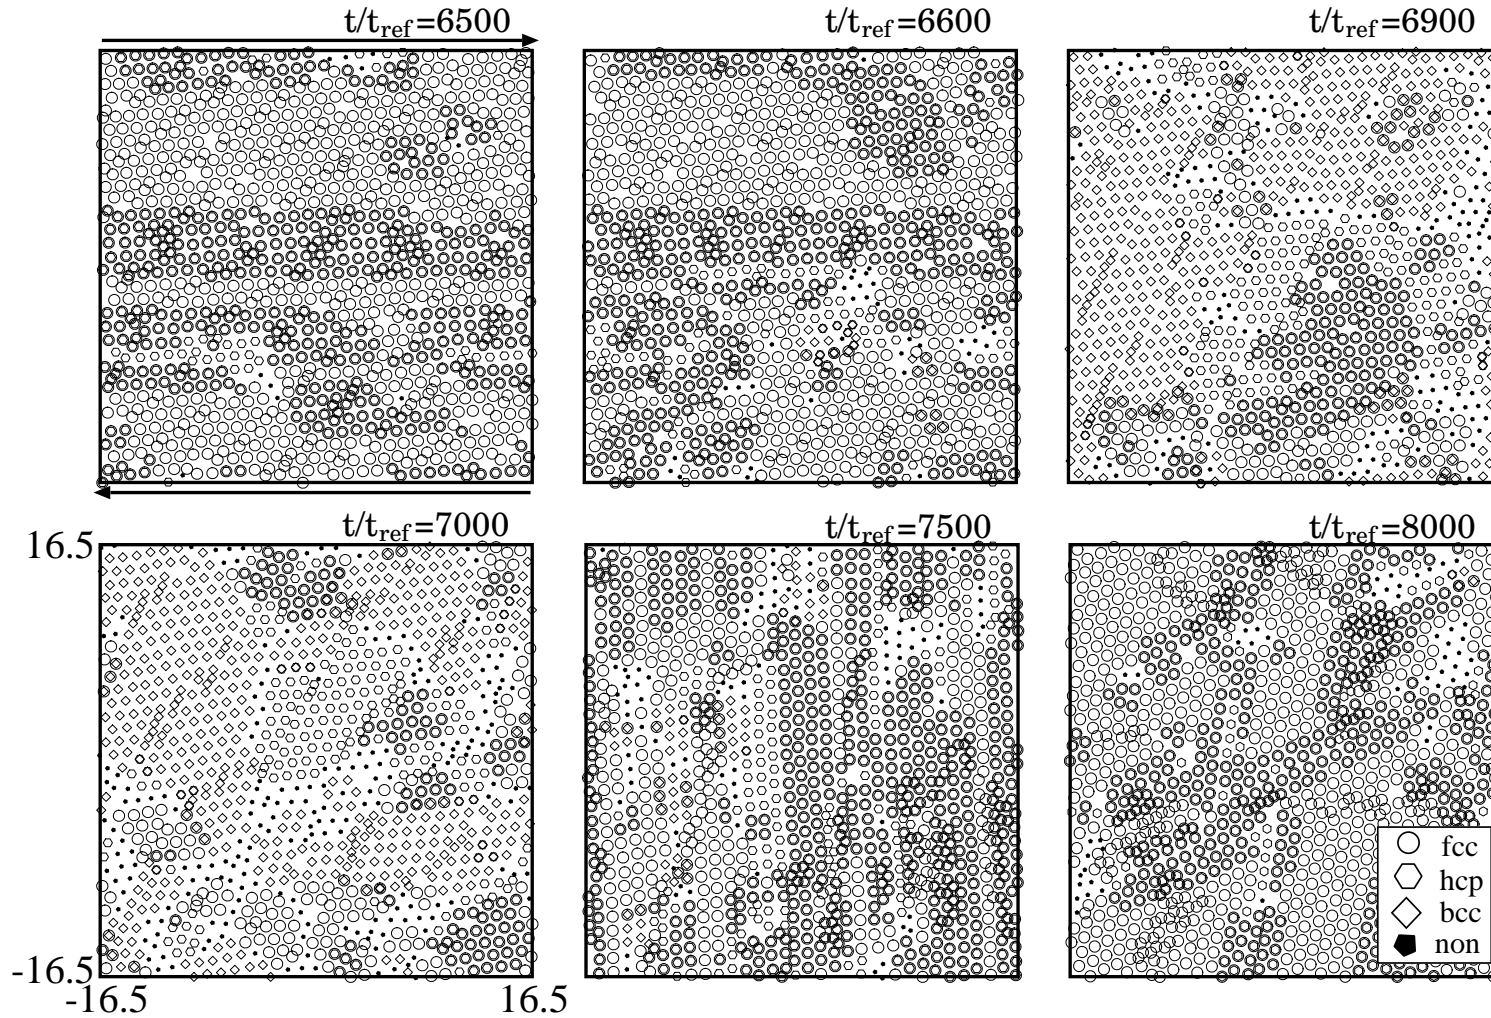 t/t_ref=6500
t/t_ref=6600
t/t_ref=6900
t/t_ref=7000
t/t_ref=7500
t/t_ref=8000
16.5
-16.5
-16.5
16.5
fcc
hcp
bcc
non